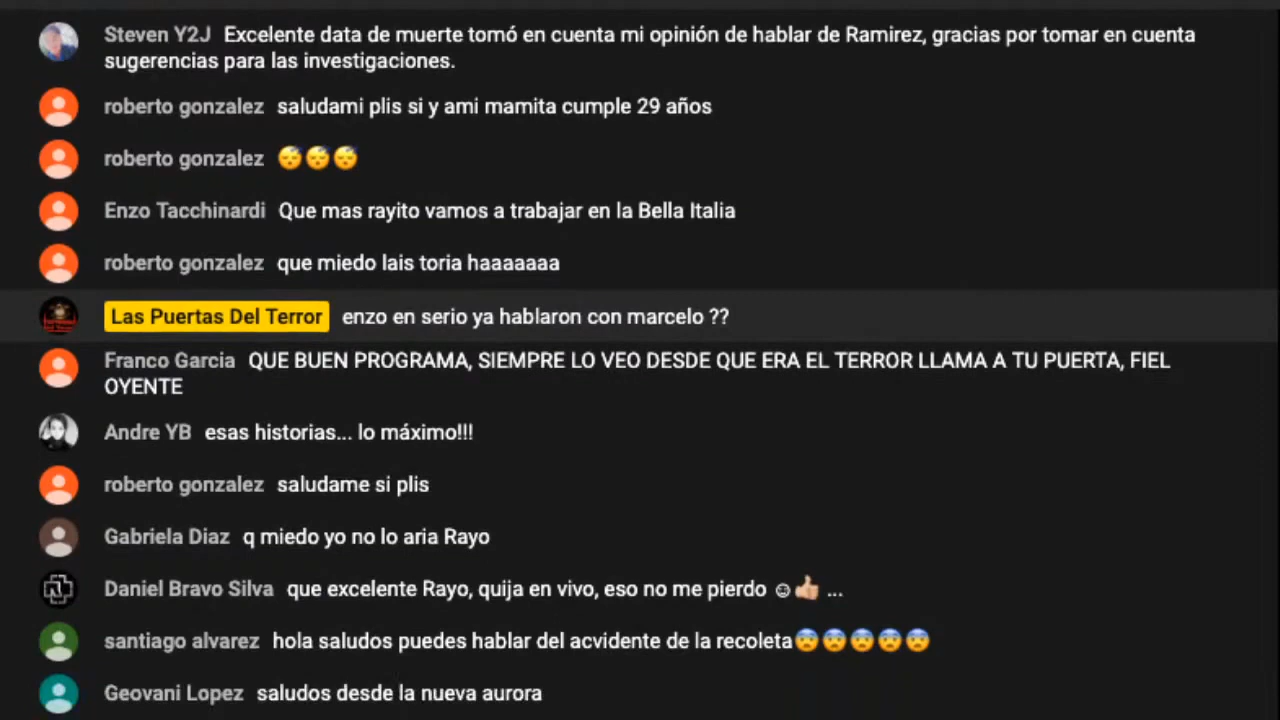 Steven Y2J Excelente data de muerte tomó en cuenta mi opinión de hablar de Ramirez, gracias por tomar en cuenta
sugerencias para las investigaciones.
roberto gonzalez saludami plis si y ami mamita cumple 29 años
roberto gonzalez 😴😴😴
Enzo Tacchinardi Que mas rayito vamos a trabajar en la Bella Italia
roberto gonzalez que miedo lais toria haaaaaaa
Las Puertas Del Terror enzo en serio ya hablaron con marcelo ??
Franco Garcia QUE BUEN PROGRAMA, SIEMPRE LO VEO DESDE QUE ERA EL TERROR LLAMA A TU PUERTA, FIEL
OYENTE
Andre YB esas historias... lo máximo!!!
roberto gonzalez saludame si plis
Gabriela Diaz q miedo yo no lo aria Rayo
Daniel Bravo Silva que excelente Rayo, quija en vivo, eso no me pierdo ☺👍🏼 ...
santiago alvarez hola saludos puedes hablar del acvidente de la recoleta😨😨😨😨😨
Geovani Lopez saludos desde la nueva aurora